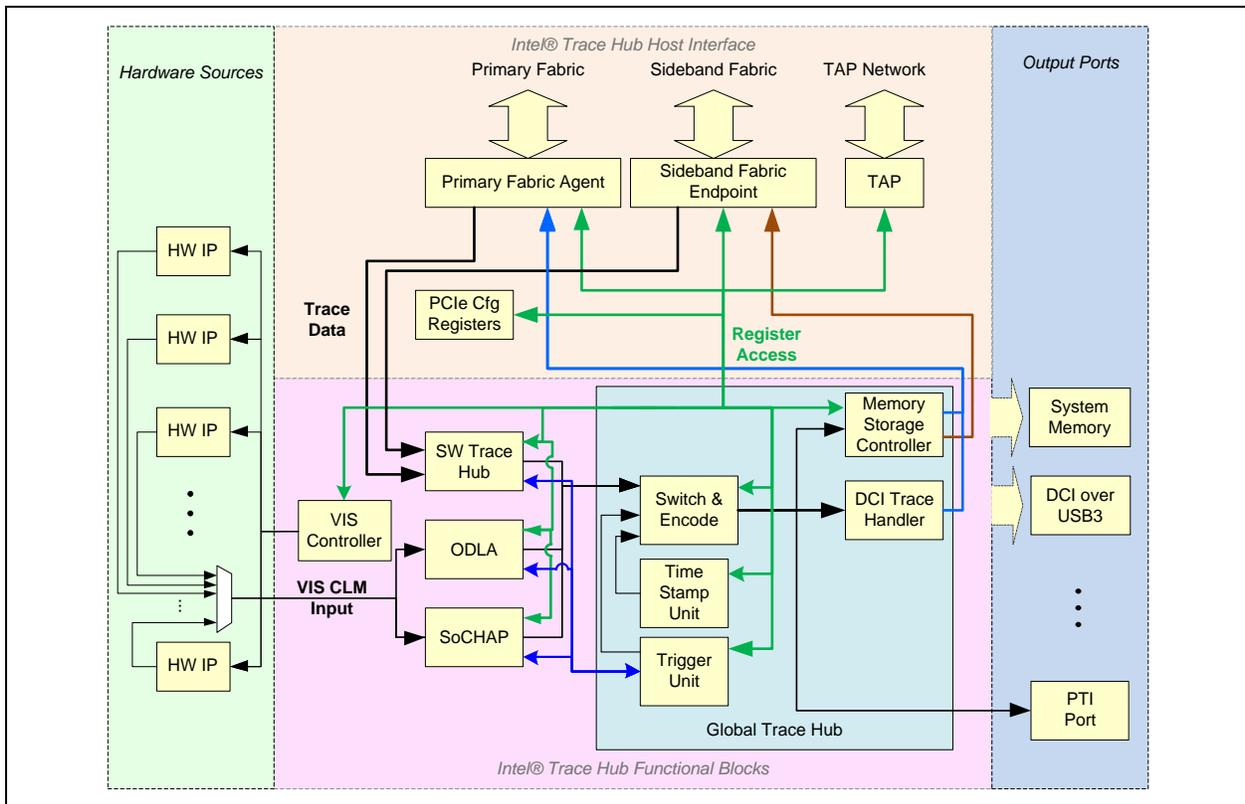 Intel® Trace Hub Host Interface
Hardware Sources
Output Ports
Primary Fabric
Sideband Fabric
TAP Network
Primary Fabric Agent
Sideband Fabric
Endpoint
TAP
HW IP
HW IP
HW IP
HW IP
Trace
Data
PCIe Cfg
Registers
Register
Access
VIS
Controller
VIS CLM
Input
SW Trace
Hub
ODLA
SoCHAP
Switch &
Encode
Time
Stamp
Unit
Trigger
Unit
Memory
Storage
Controller
DCI Trace
Handler
Global Trace Hub
System
Memory
DCI over
USB3
PTI
Port
Intel® Trace Hub Functional Blocks